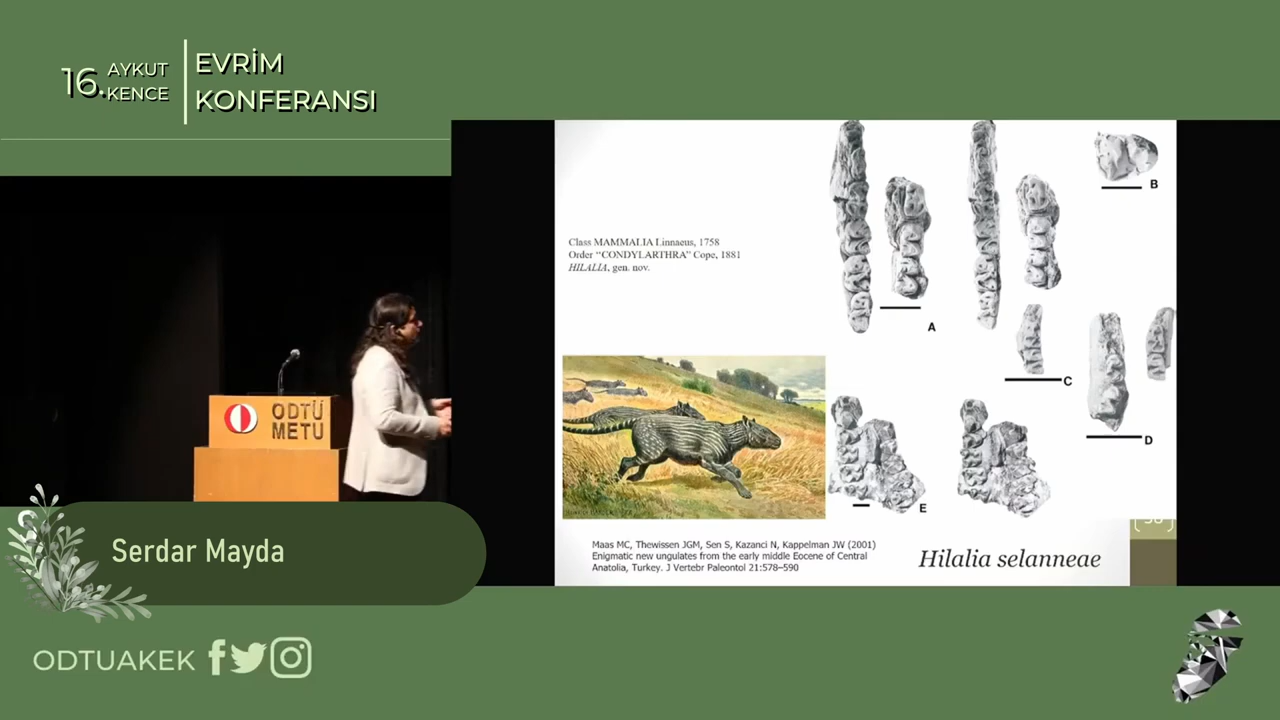 16.
AYKUT
KENCE
EVRİM
KONFERANSI
Class MAMMALIA Linnaeus, 1758
Order “CONDYLARTHRA” Cope, 1881
HILALIA, gen. nov.
A
B
C
D
E
ODTÜ
METU
Serdar Mayda
Maas MC, Thewissen JGM, Sen S, Kazanci N, Kappelman JW (2001)
Enigmatic new ungulates from the early middle Eocene of Central
Anatolia, Turkey. J Vertebr Paleontol 21:578–590
Hilalia selanneae
ODTUAKEK